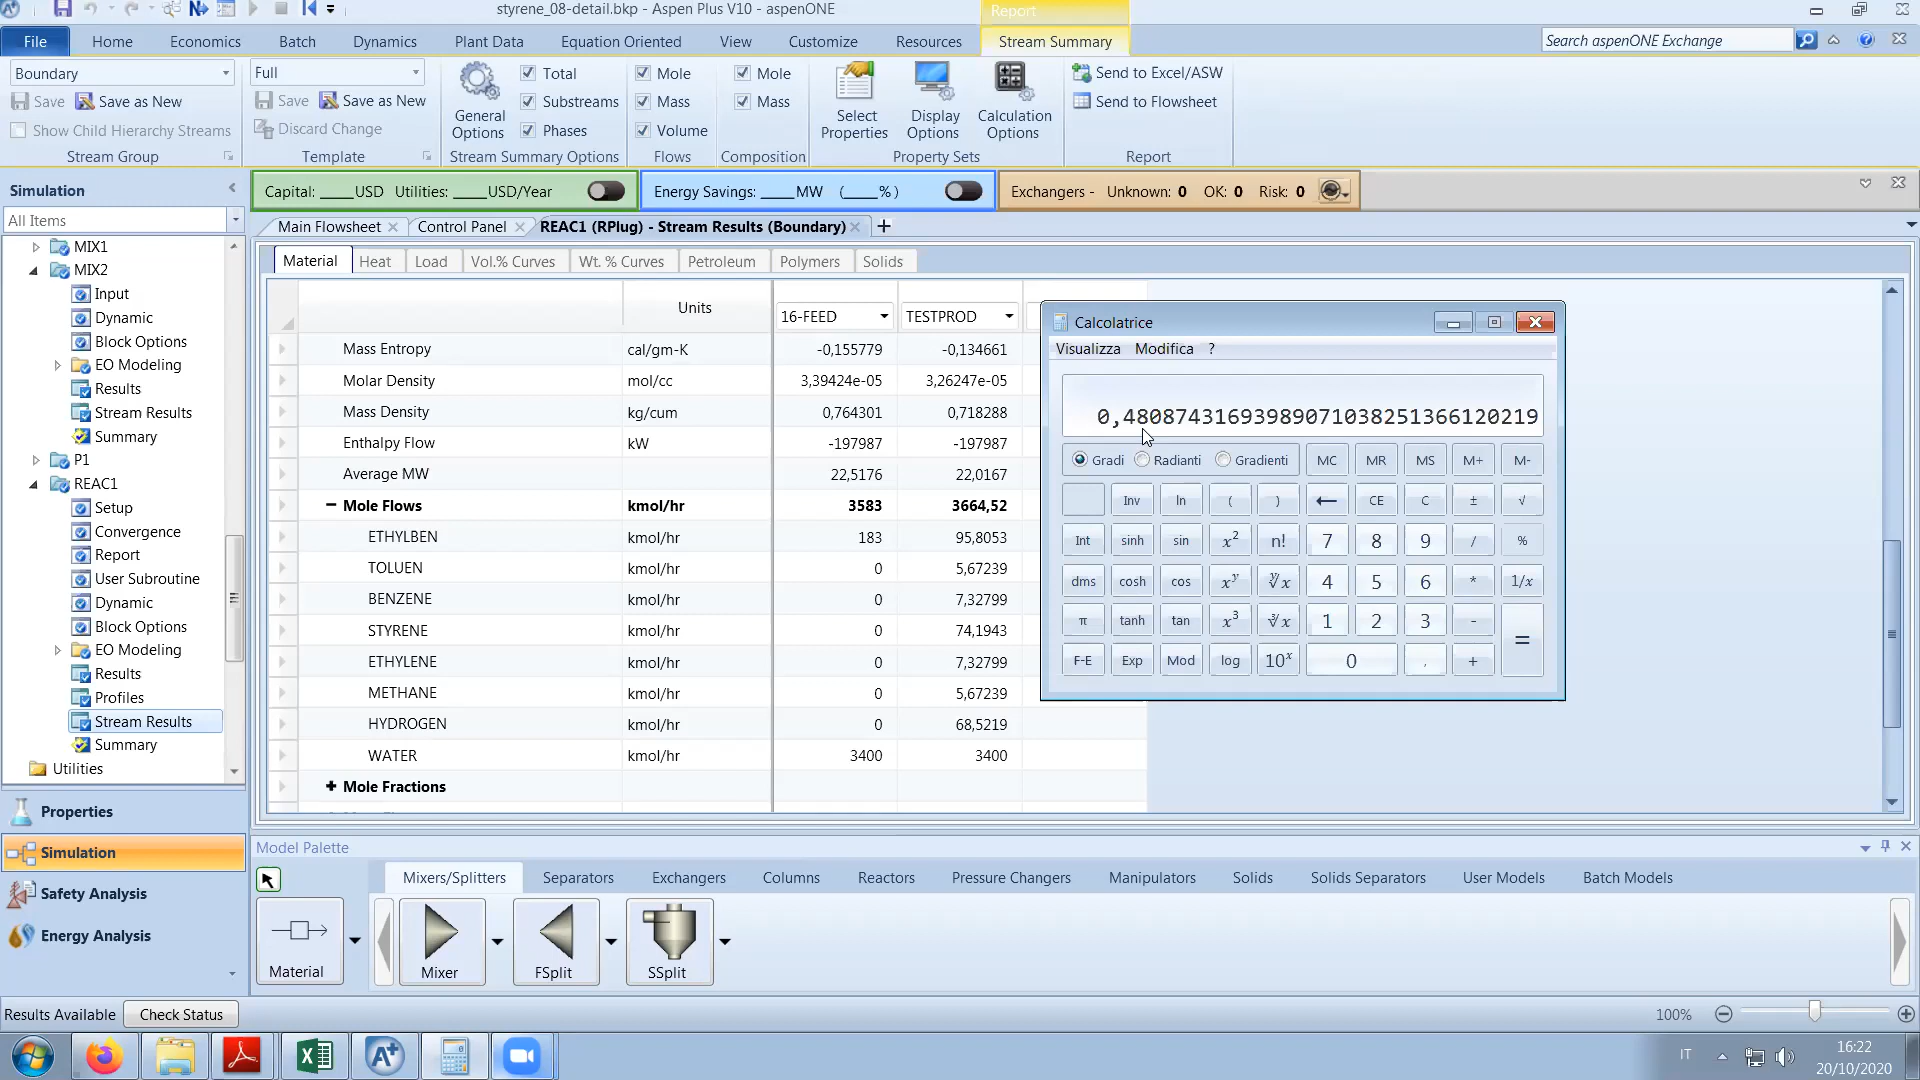 styrene_08-detail.bkp - Aspen Plus V10 - aspenONE
Report
File Home Economics Batch Dynamics Plant Data Equation Oriented View Customize Resources Stream Summary
Search aspenONE Exchange
Boundary
Save Save as New
Show Child Hierarchy Streams
Stream Group
Full
Save Save as New
Discard Change
Template
General Options
Total
Substreams
Phases
Stream Summary Options
Mole
Mass
Volume
Flows
Mole
Mass
Composition
Select Properties
Display Options
Calculation Options
Property Sets
Send to Excel/ASW
Send to Flowsheet
Report
Capital: ____USD Utilities: ____USD/Year
Energy Savings: ____MW (____%)
Exchangers - Unknown: 0 OK: 0 Risk: 0
Simulation
All Items
MIX1
MIX2
Input
Dynamic
Block Options
EO Modeling
Results
Stream Results
Summary
P1
REAC1
Setup
Convergence
Report
User Subroutine
Dynamic
Block Options
EO Modeling
Results
Profiles
Stream Results
Summary
Utilities
Properties
Simulation
Safety Analysis
Energy Analysis
Main Flowsheet Control Panel REAC1 (RPlug) - Stream Results (Boundary) +
Material Heat Load Vol.% Curves Wt. % Curves Petroleum Polymers Solids
Units 16-FEED TESTPROD
Mass Entropy cal/gm-K -0,155779 -0,134661
Molar Density mol/cc 3,39424e-05 3,26247e-05
Mass Density kg/cum 0,764301 0,718288
Enthalpy Flow kW -197987 -197987
Average MW 22,5176 22,0167
− Mole Flows kmol/hr 3583 3664,52
ETHYLBEN kmol/hr 183 95,8053
TOLUEN kmol/hr 0 5,67239
BENZENE kmol/hr 0 7,32799
STYRENE kmol/hr 0 74,1943
ETHYLENE kmol/hr 0 7,32799
METHANE kmol/hr 0 5,67239
HYDROGEN kmol/hr 0 68,5219
WATER kmol/hr 3400 3400
+ Mole Fractions
Calcolatrice
Visualizza Modifica ?
0,48087431693989071038251366120219
Gradi Radianti Gradienti MC MR MS M+ M-
Inv ln ( ) ← CE C ± √
Int sinh sin x² n! 7 8 9 / %
dms cosh cos xʸ ʸ√x 4 5 6 * 1/x
π tanh tan x³ ³√x 1 2 3 - =
F-E Exp Mod log 10ˣ 0 , +
Model Palette
Mixers/Splitters Separators Exchangers Columns Reactors Pressure Changers Manipulators Solids Solids Separators User Models Batch Models
Material Mixer FSplit SSplit
Results Available Check Status 100%
IT
16:22
20/10/2020